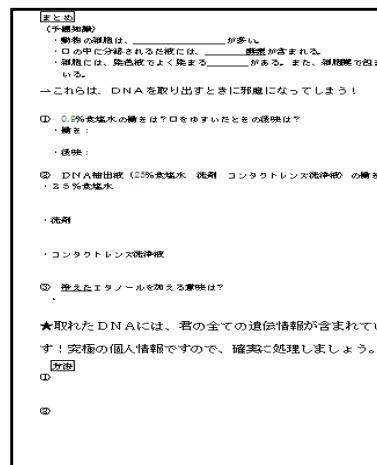 まとめ
(予備知識)
・動物の細胞は、＿＿＿＿＿＿＿＿が多い。
・口の中に分泌されるだ液には、＿＿＿＿＿酵素が含まれる。
・細胞には、染色液でよく染まる＿＿＿＿＿がある。また、細胞膜で包ま
いる。
→これらは、DNAを取り出すときに邪魔になってしまう！
① 0.9%食塩水の働きは？口をゆすいだときの意味は？
・働き：
・意味：
② DNA抽出液（25%食塩水 洗剤 コンタクトレンズ洗浄液）の働き
・25%食塩水
・洗剤
・コンタクトレンズ洗浄液
③ 冷えたエタノールを加える意味は？
・
★取れたDNAには、君の全ての遺伝情報が含まれてい
す！究極の個人情報ですので、確実に処理しましょう。
方法
①
②